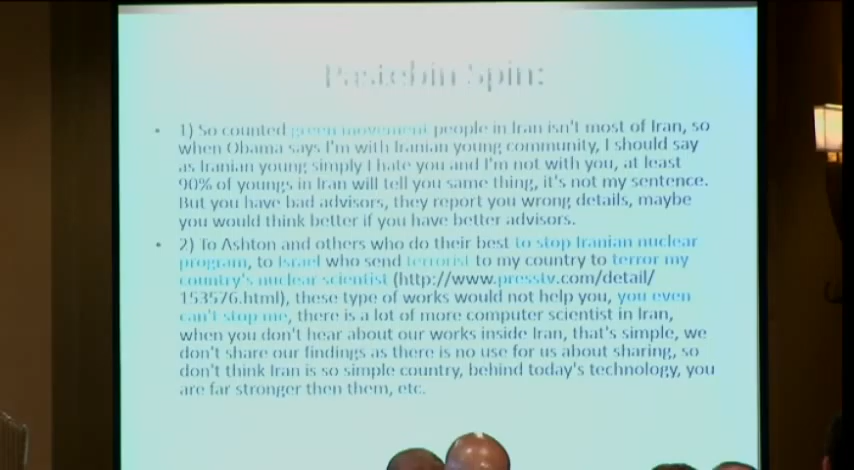 Pastebin Spin:
• 1) So counted green movement people in Iran isn't most of Iran, so
when Obama says I'm with Iranian young community, I should say
as Iranian young simply I hate you and I'm not with you, at least
90% of youngs in Iran will tell you same thing, it's not my sentence.
But you have bad advisors, they report you wrong details, maybe
you would think better if you have better advisors.
• 2) To Ashton and others who do their best to stop Iranian nuclear
program, to Israel who send terrorist to my country to terror my
country's nuclear scientist (http://www.presstv.com/detail/
153576.html), these type of works would not help you, you even
can't stop me, there is a lot of more computer scientist in Iran,
when you don't hear about our works inside Iran, that's simple, we
don't share our findings as there is no use for us about sharing, so
don't think Iran is so simple country, behind today's technology, you
are far stronger then them, etc.